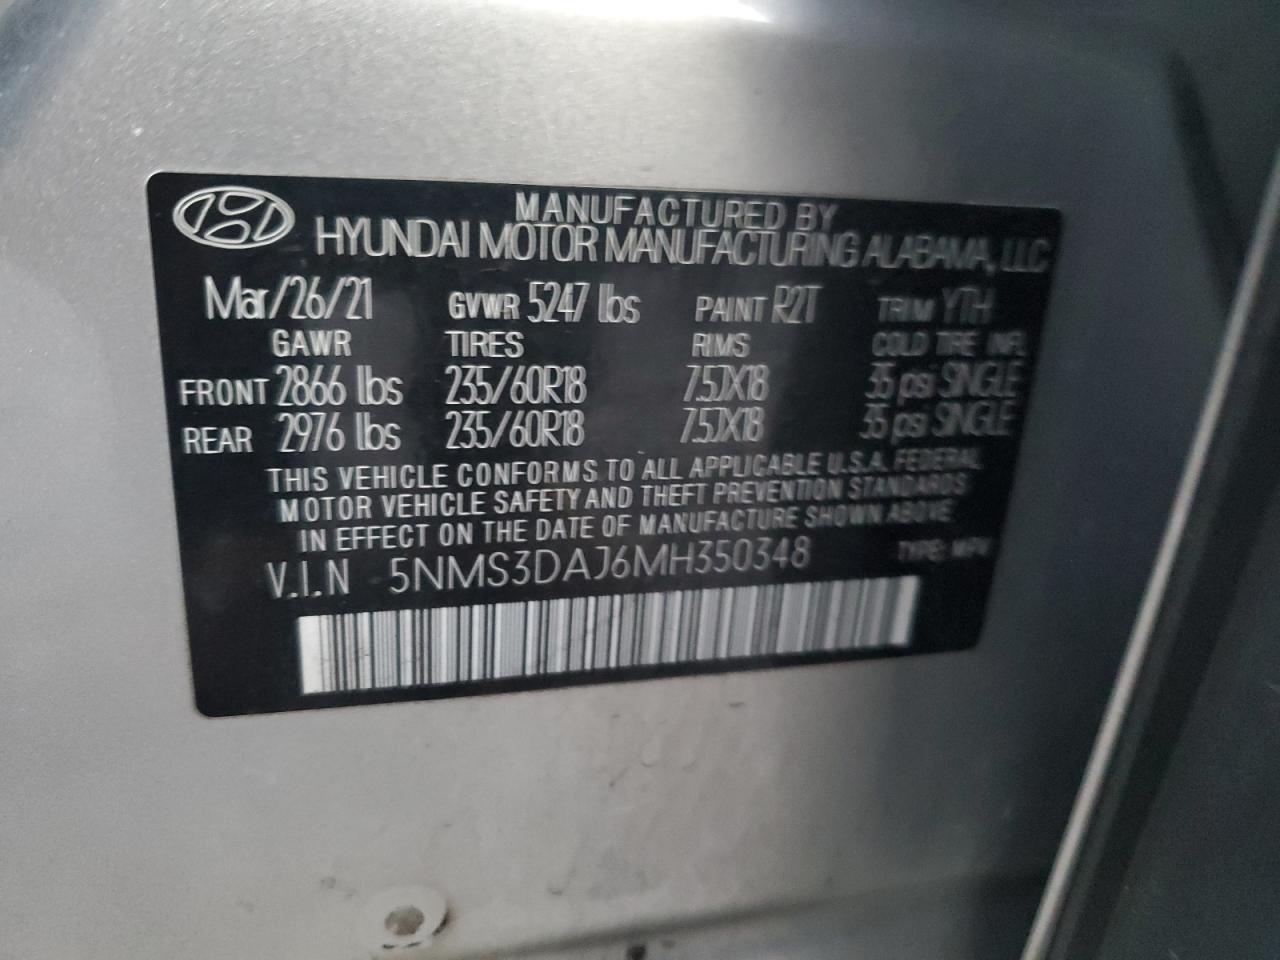 MANUFACTURED BY
HYUNDAI MOTOR MANUFACTURING ALABAMA, LLC
Mar/26/21 GVWR 5247 lbs PAINT R2T TRIM YTH
GAWR TIRES RIMS COLD TIRE INFL
FRONT 2866 lbs 235/60R18 7.5JX18 35 psi SINGLE
REAR 2976 lbs 235/60R18 7.5JX18 35 psi SINGLE
THIS VEHICLE CONFORMS TO ALL APPLICABLE U.S.A. FEDERAL
MOTOR VEHICLE SAFETY AND THEFT PREVENTION STANDARDS
IN EFFECT ON THE DATE OF MANUFACTURE SHOWN ABOVE.
V.I.N 5NMS3DAJ6MH350348 TYPE: MPV